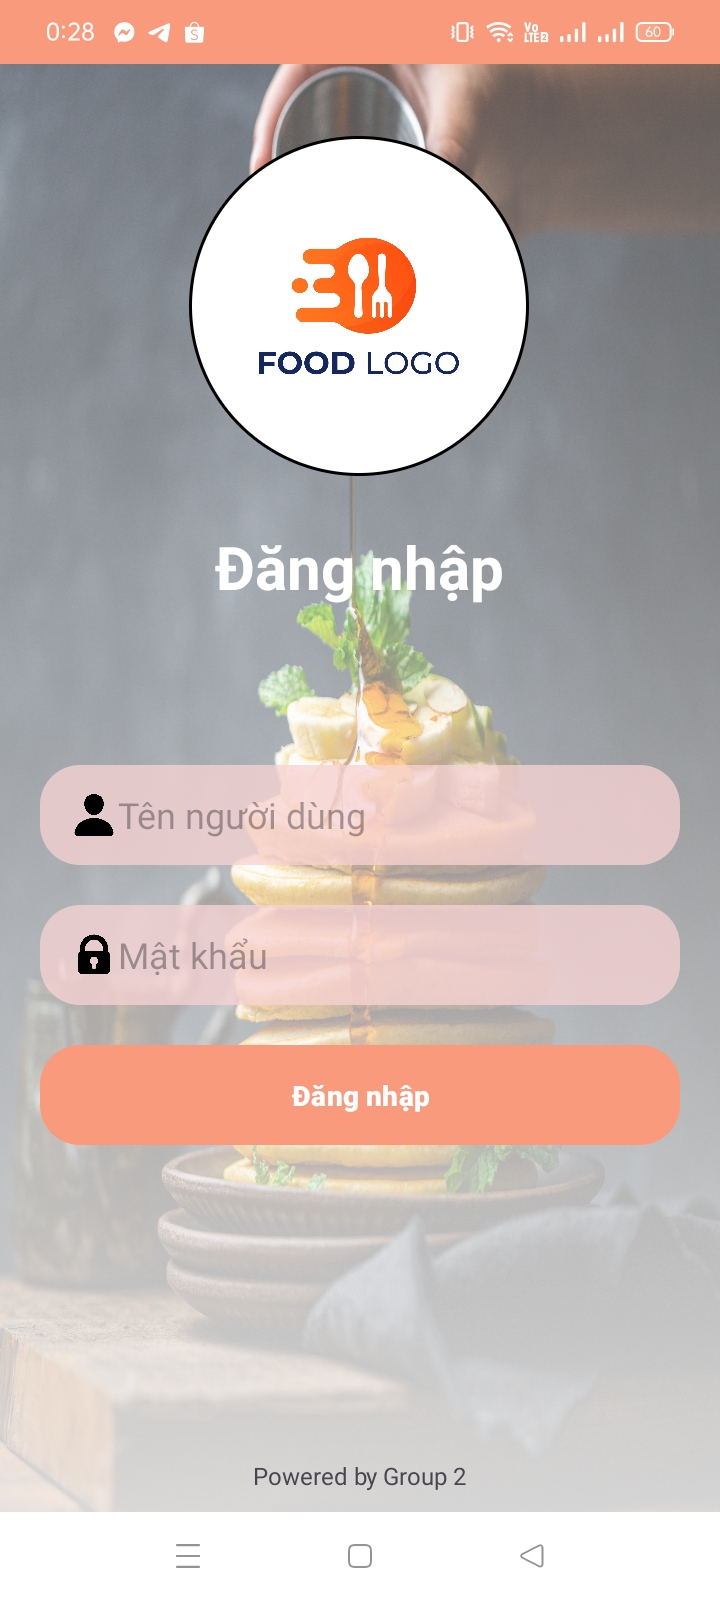 0:28
Vo
LTE2
60
FOOD LOGO
Đăng nhập
Tên người dùng
Mật khẩu
Đăng nhập
Powered by Group 2